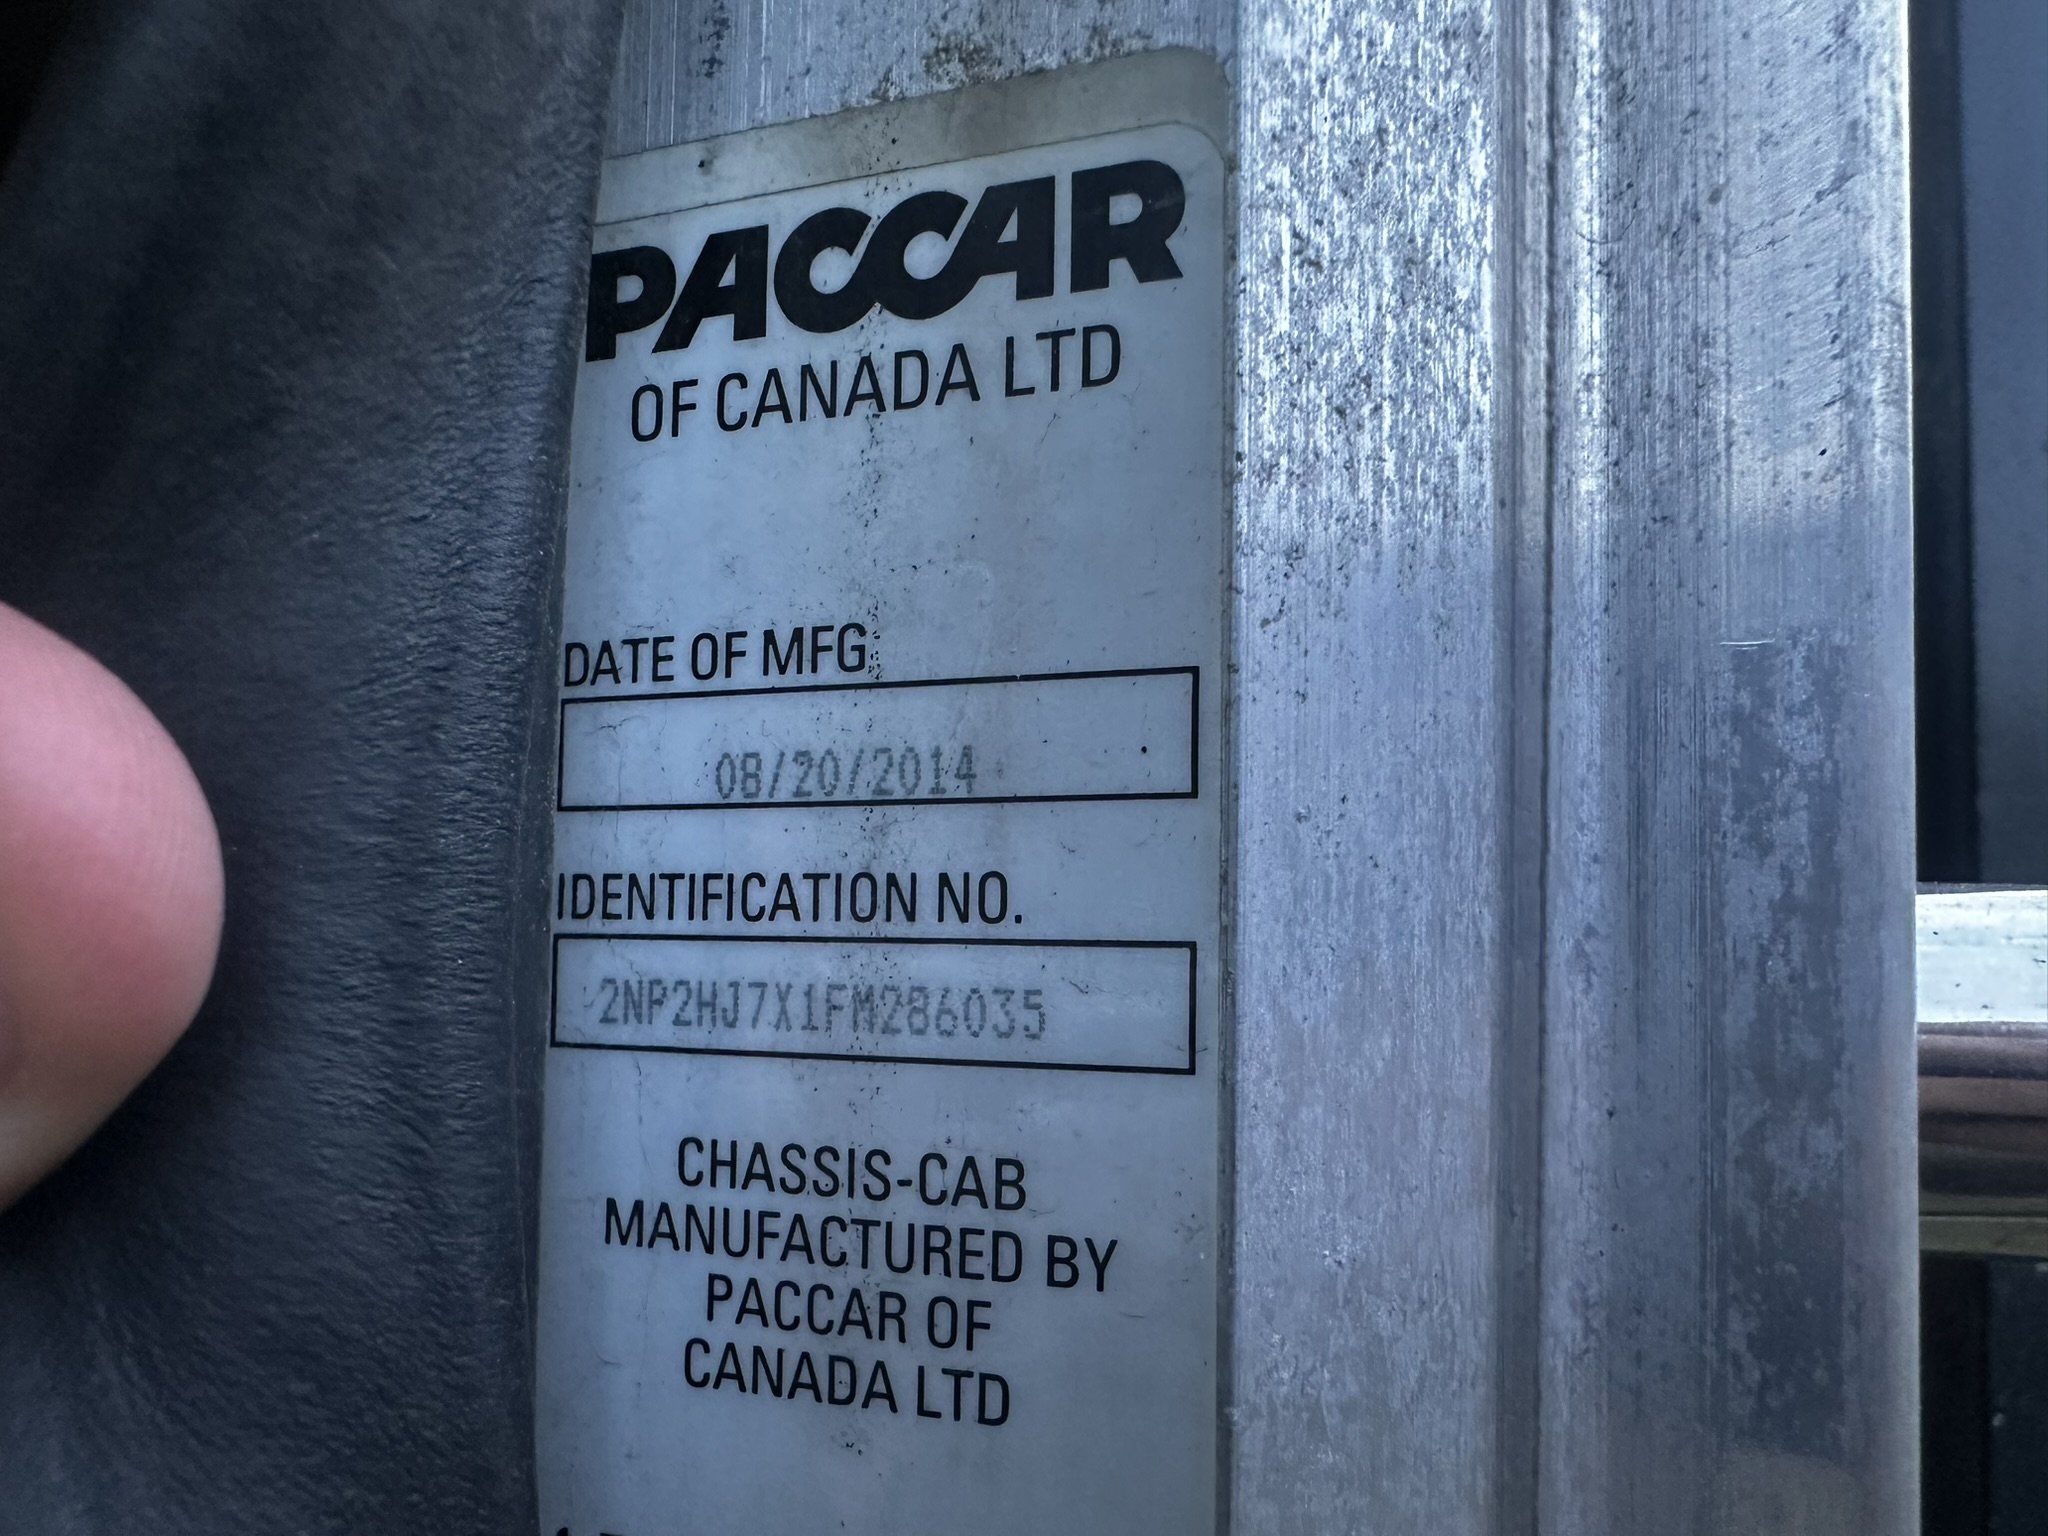 PACCAR
OF CANADA LTD
DATE OF MFG
08/20/2014
IDENTIFICATION NO.
2NP2HJ7X1FM286035
CHASSIS-CAB
MANUFACTURED BY
PACCAR OF
CANADA LTD